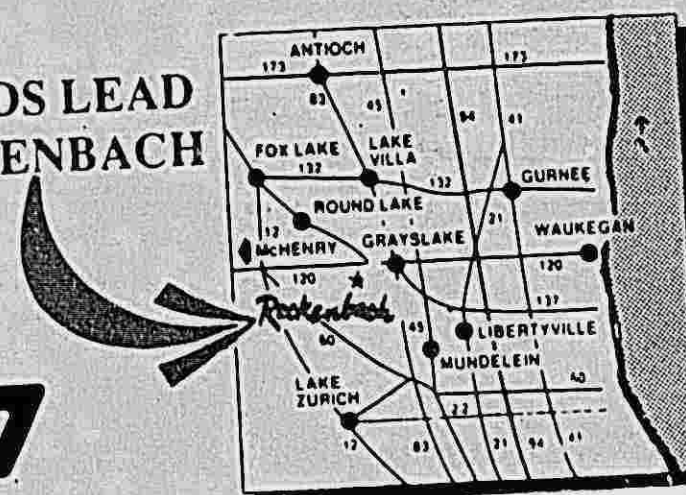 DS LEAD
ENBACH
ANTIOCH
173
173
83
45
94
41
FOX LAKE
132
LAKE
VILLA
132
GURNEE
ROUND LAKE
21
12
McHENRY
GRAYSLAKE
WAUKEGAN
120
120
137
Rockenbach
60
45
LIBERTYVILLE
MUNDELEIN
LAKE
ZURICH
60
22
12
83
21
94
41